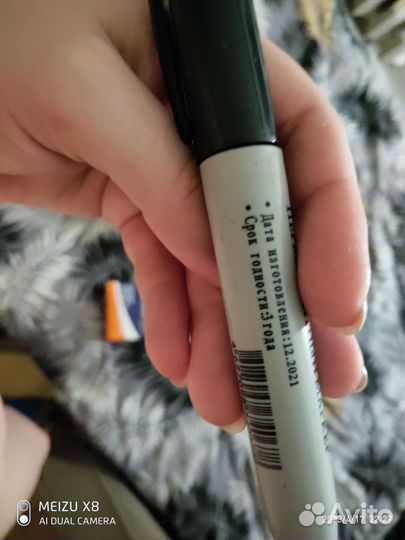 • Дата изготовления:12.2021
• Срок годности:3 года
MEIZU X8
AI DUAL CAMERA
Avito